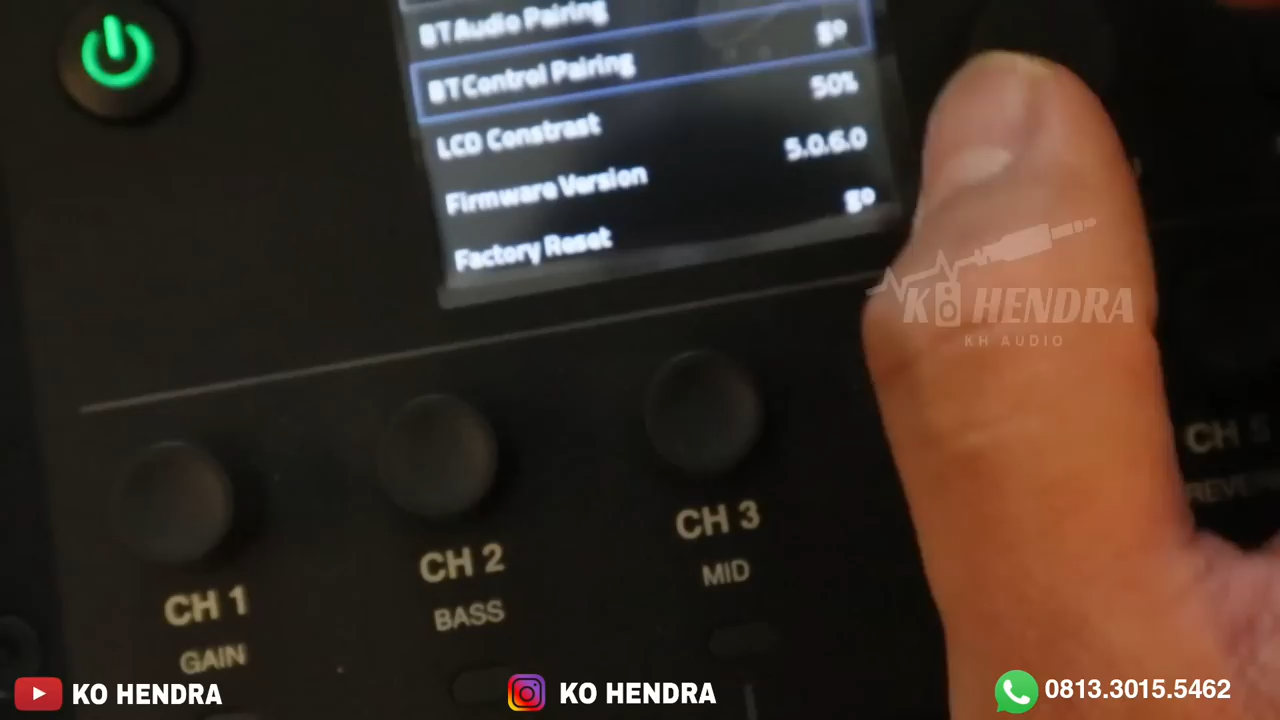 BT Audio Pairing
BT Control Pairing go
LCD Constrast 50%
Firmware Version 5.0.6.0
Factory Reset go
KO HENDRA
KH AUDIO
CH 1
GAIN
CH 2
BASS
CH 3
MID
CH
KO HENDRA
KO HENDRA
0813.3015.5462